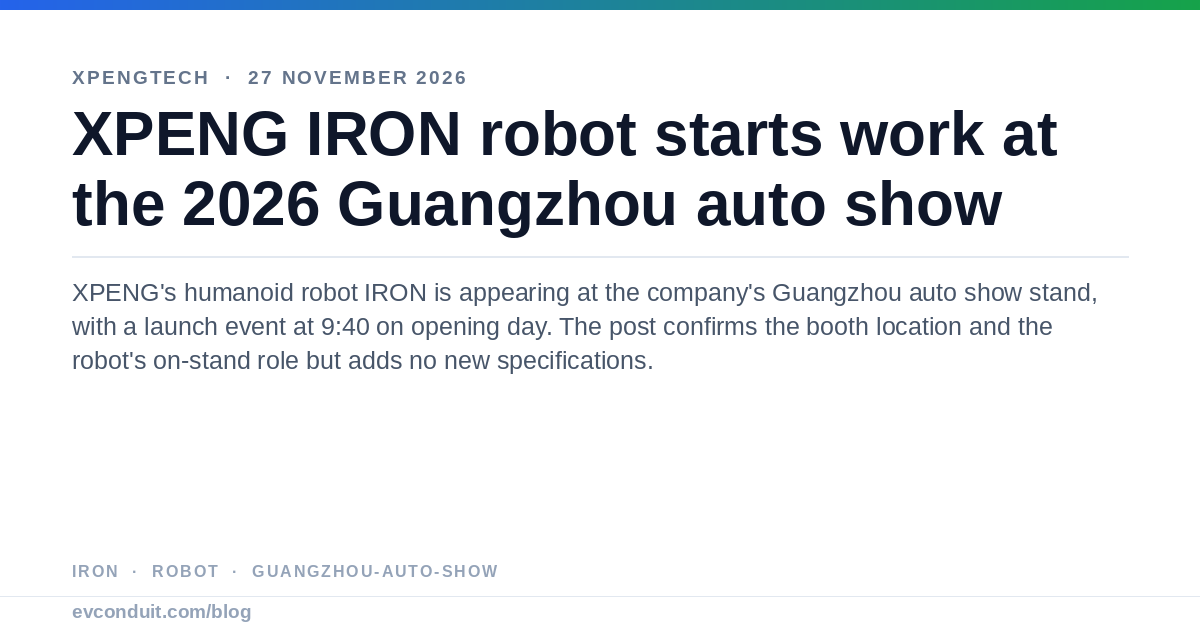 XPENGTECH · 27 NOVEMBER 2026
XPENG IRON robot starts work at
the 2026 Guangzhou auto show
XPENG's humanoid robot IRON is appearing at the company's Guangzhou auto show stand,
with a launch event at 9:40 on opening day. The post confirms the booth location and the
robot's on-stand role but adds no new specifications.
IRON · ROBOT · GUANGZHOU-AUTO-SHOW
evconduit.com/blog